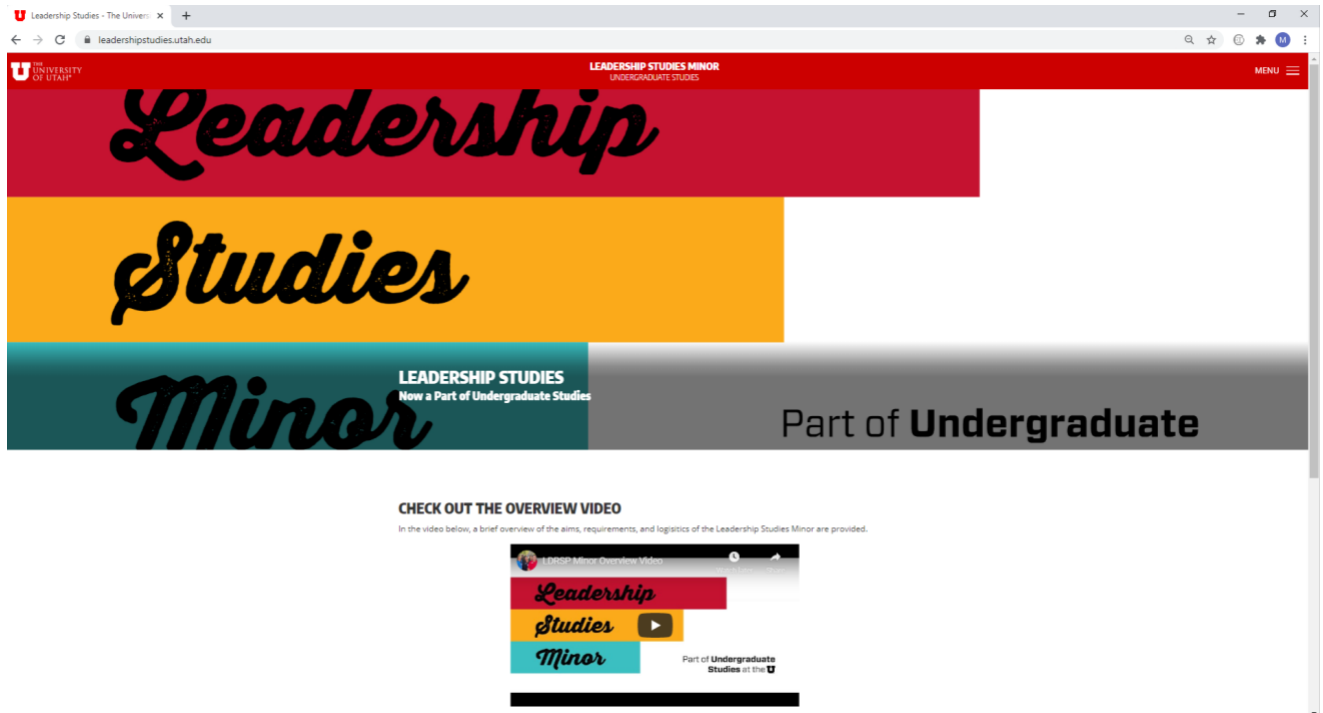 Leadership Studies - The Univers
leadershipstudies.utah.edu
M
THE
UNIVERSITY
OF UTAH®
LEADERSHIP STUDIES MINOR
UNDERGRADUATE STUDIES
MENU
Leadership
Studies
Minor
LEADERSHIP STUDIES
Now a Part of Undergraduate Studies
Part of Undergraduate
CHECK OUT THE OVERVIEW VIDEO
In the video below, a brief overview of the aims, requirements, and logisitics of the Leadership Studies Minor are provided.
LDRSP Minor Overview Video
Leadership
Studies
Minor
Part of Undergraduate
Studies at the U